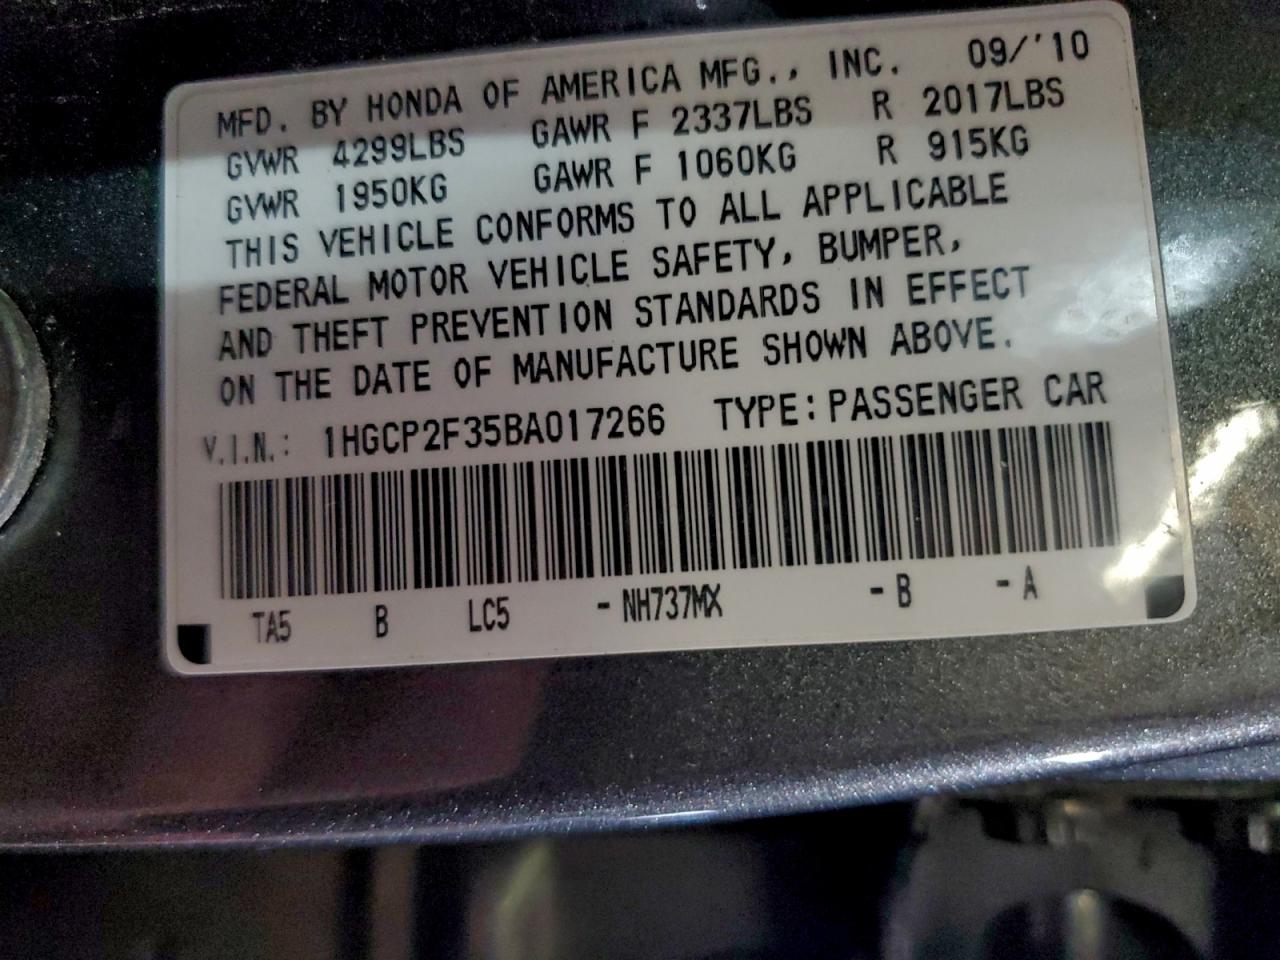 MFD. BY HONDA OF AMERICA MFG., INC. 09/'10
GVWR 4299LBS GAWR F 2337LBS R 2017LBS
GVWR 1950KG GAWR F 1060KG R 915KG
THIS VEHICLE CONFORMS TO ALL APPLICABLE
FEDERAL MOTOR VEHICLE SAFETY, BUMPER,
AND THEFT PREVENTION STANDARDS IN EFFECT
ON THE DATE OF MANUFACTURE SHOWN ABOVE.
V.I.N.: 1HGCP2F35BA017266 TYPE:PASSENGER CAR
TA5 B LC5 -NH737MX -B -A